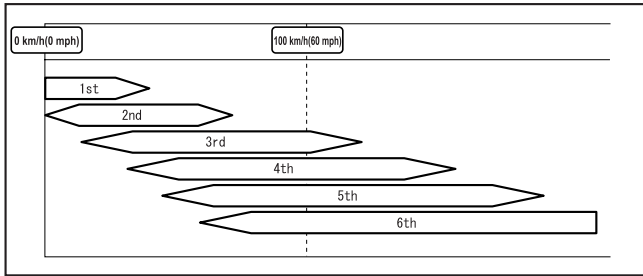 0 km/h(0 mph)
100 km/h(60 mph)
1st
2nd
3rd
4th
5th
6th